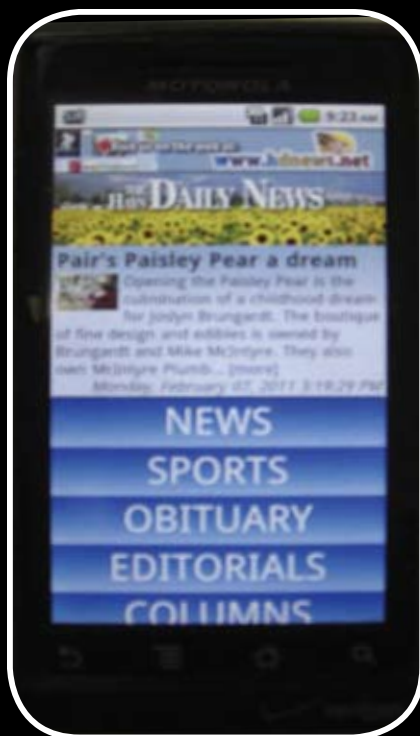 MOTOROLA
9:23 AM
www.hdnews.net
THE
HAYS DAILY NEWS
Pair's Paisley Pear a dream
Opening the Paisley Pear is the
culmination of a childhood dream
for Joslyn Brungardt. The boutique
of fine design and edibles is owned by
Brungardt and Mike McIntyre. They also
own McIntyre Plumb... [more]
Monday, February 07, 2011 3:19:29 PM
NEWS
SPORTS
OBITUARY
EDITORIALS
COLUMNS